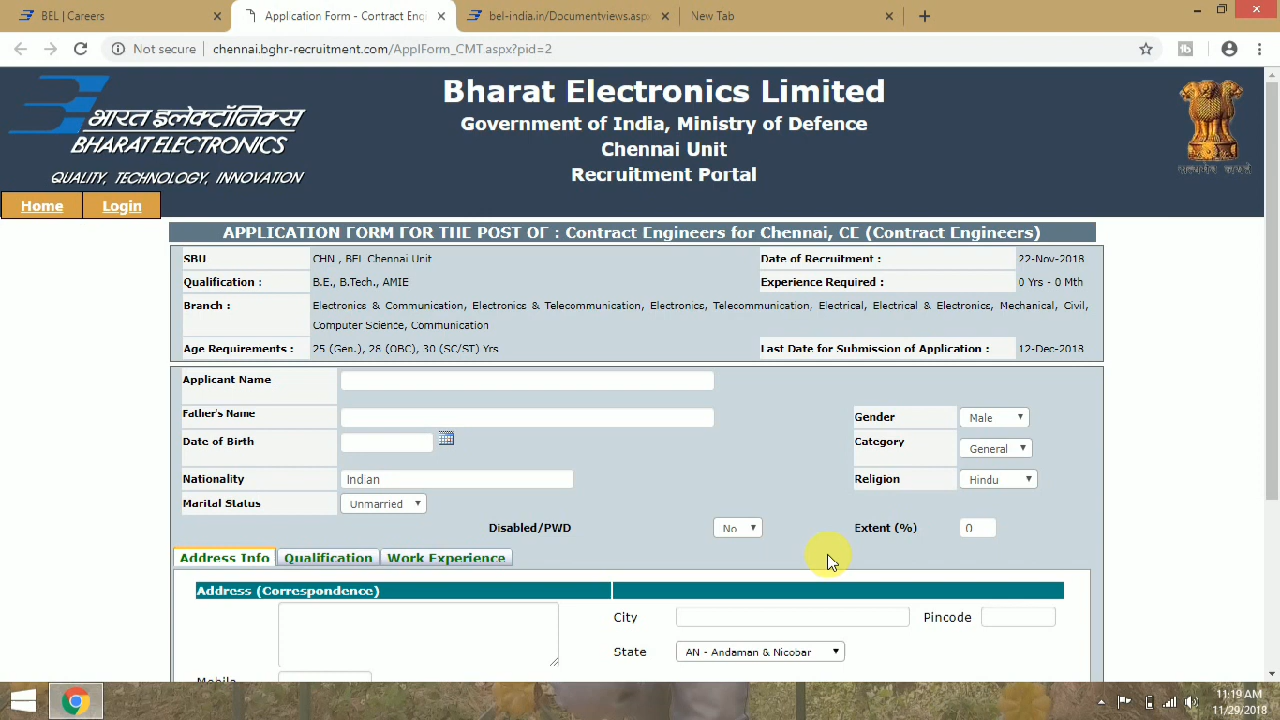 BEL | Careers
Application Form - Contract Engi
bel-india.in/Documentviews.aspx
New Tab
Not secure
chennai.bghr-recruitment.com/ApplForm_CMT.aspx?pid=2
भारत इलेक्ट्रॉनिक्स
BHARAT ELECTRONICS
QUALITY, TECHNOLOGY, INNOVATION
Bharat Electronics Limited
Government of India, Ministry of Defence
Chennai Unit
Recruitment Portal
सत्यमेव जयते
Home Login
APPLICATION FORM FOR THE POST OF : Contract Engineers for Chennai, CE (Contract Engineers)
SBU CHN , BEL Chennai Unit Date of Recruitment : 22-Nov-2018
Qualification : B.E., B.Tech., AMIE Experience Required : 0 Yrs - 0 Mth
Branch : Electronics & Communication, Electronics & Telecommunication, Electronics, Telecommunication, Electrical, Electrical & Electronics, Mechanical, Civil,
Computer Science, Communication
Age Requirements : 25 (Gen.), 28 (OBC), 30 (SC/ST) Yrs Last Date for Submission of Application : 12-Dec-2018
Applicant Name
Father's Name Gender Male
Date of Birth Category General
Nationality Indian Religion Hindu
Marital Status Unmarried
Disabled/PWD No Extent (%) 0
Address Info Qualification Work Experience
Address (Correspondence)
City Pincode
State AN - Andaman & Nicobar
Mobile
11:19 AM
11/29/2018